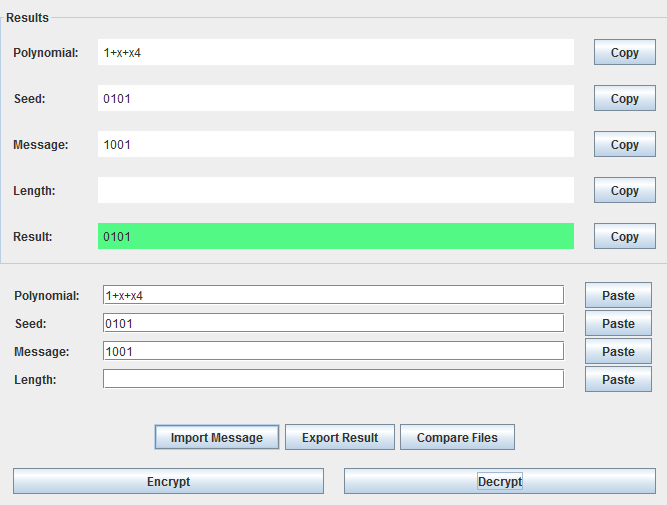 Results
Polynomial: 1+x+x4 Copy
Seed: 0101 Copy
Message: 1001 Copy
Length: Copy
Result: 0101 Copy
Polynomial: 1+x+x4 Paste
Seed: 0101 Paste
Message: 1001 Paste
Length: Paste
Import Message Export Result Compare Files
Encrypt Decrypt